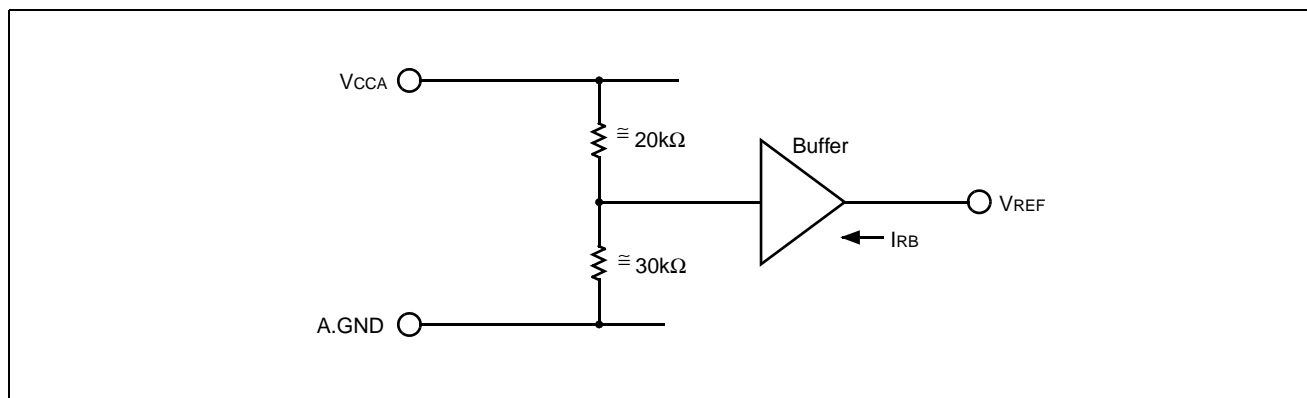 VCCA
≅ 20kΩ
Buffer
VREF
IRB
≅ 30kΩ
A.GND